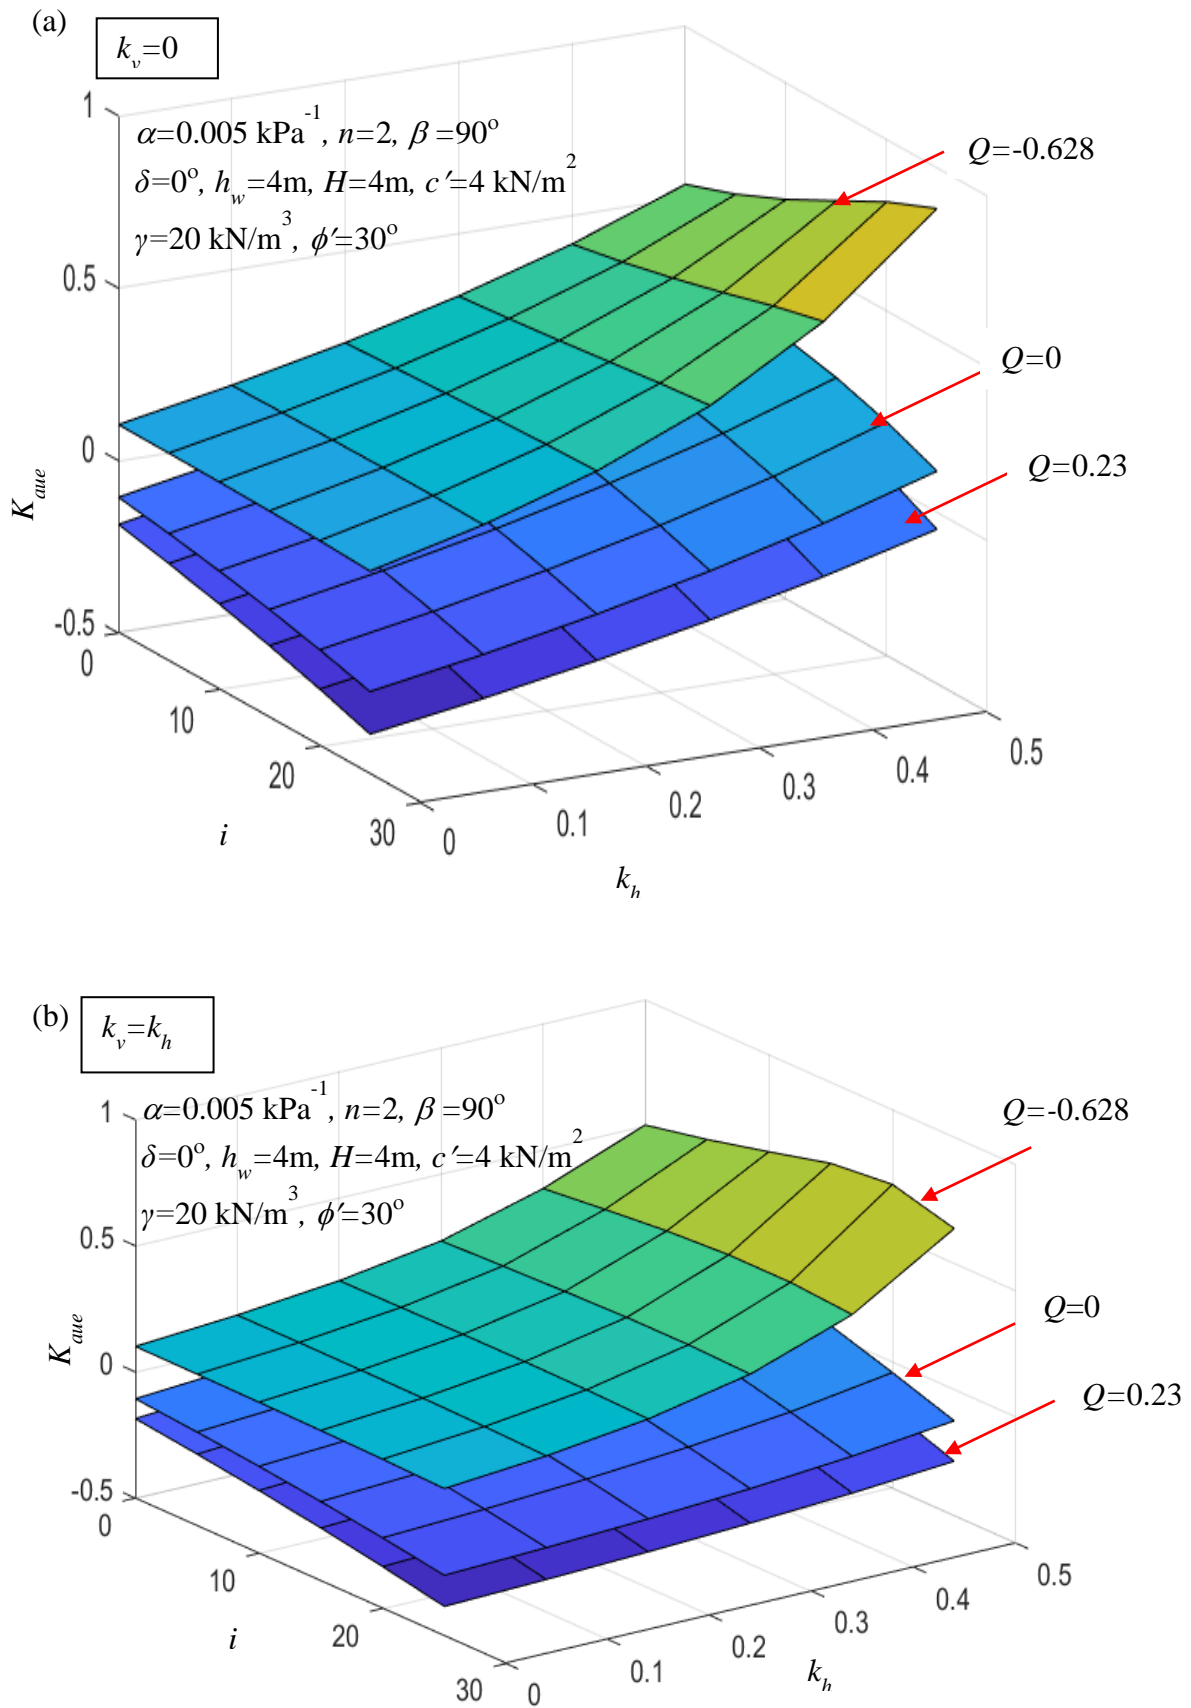 (a)
k_v=0
α=0.005 kPa^-1, n=2, β=90°
δ=0°, h_w=4m, H=4m, c′=4 kN/m^2
γ=20 kN/m^3, ϕ′=30°
Q=-0.628
Q=0
Q=0.23
1
0.5
0
-0.5
K_aue
0
10
20
30
i
0
0.1
0.2
0.3
0.4
0.5
k_h
(b)
k_v=k_h
α=0.005 kPa^-1, n=2, β=90°
δ=0°, h_w=4m, H=4m, c′=4 kN/m^2
γ=20 kN/m^3, ϕ′=30°
Q=-0.628
Q=0
Q=0.23
1
0.5
0
-0.5
K_aue
0
10
20
30
i
0
0.1
0.2
0.3
0.4
0.5
k_h